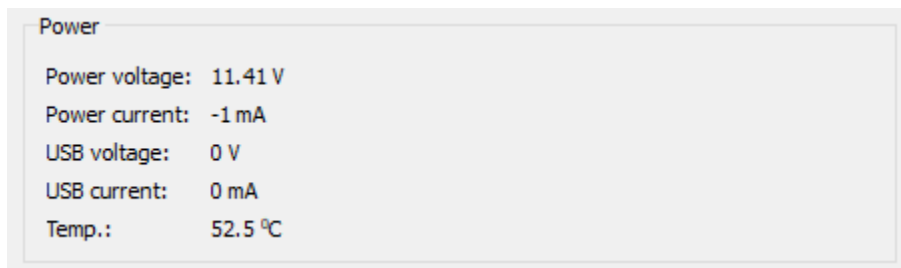 Power
Power voltage: 11.41 V
Power current: -1 mA
USB voltage: 0 V
USB current: 0 mA
Temp.: 52.5 ⁰C